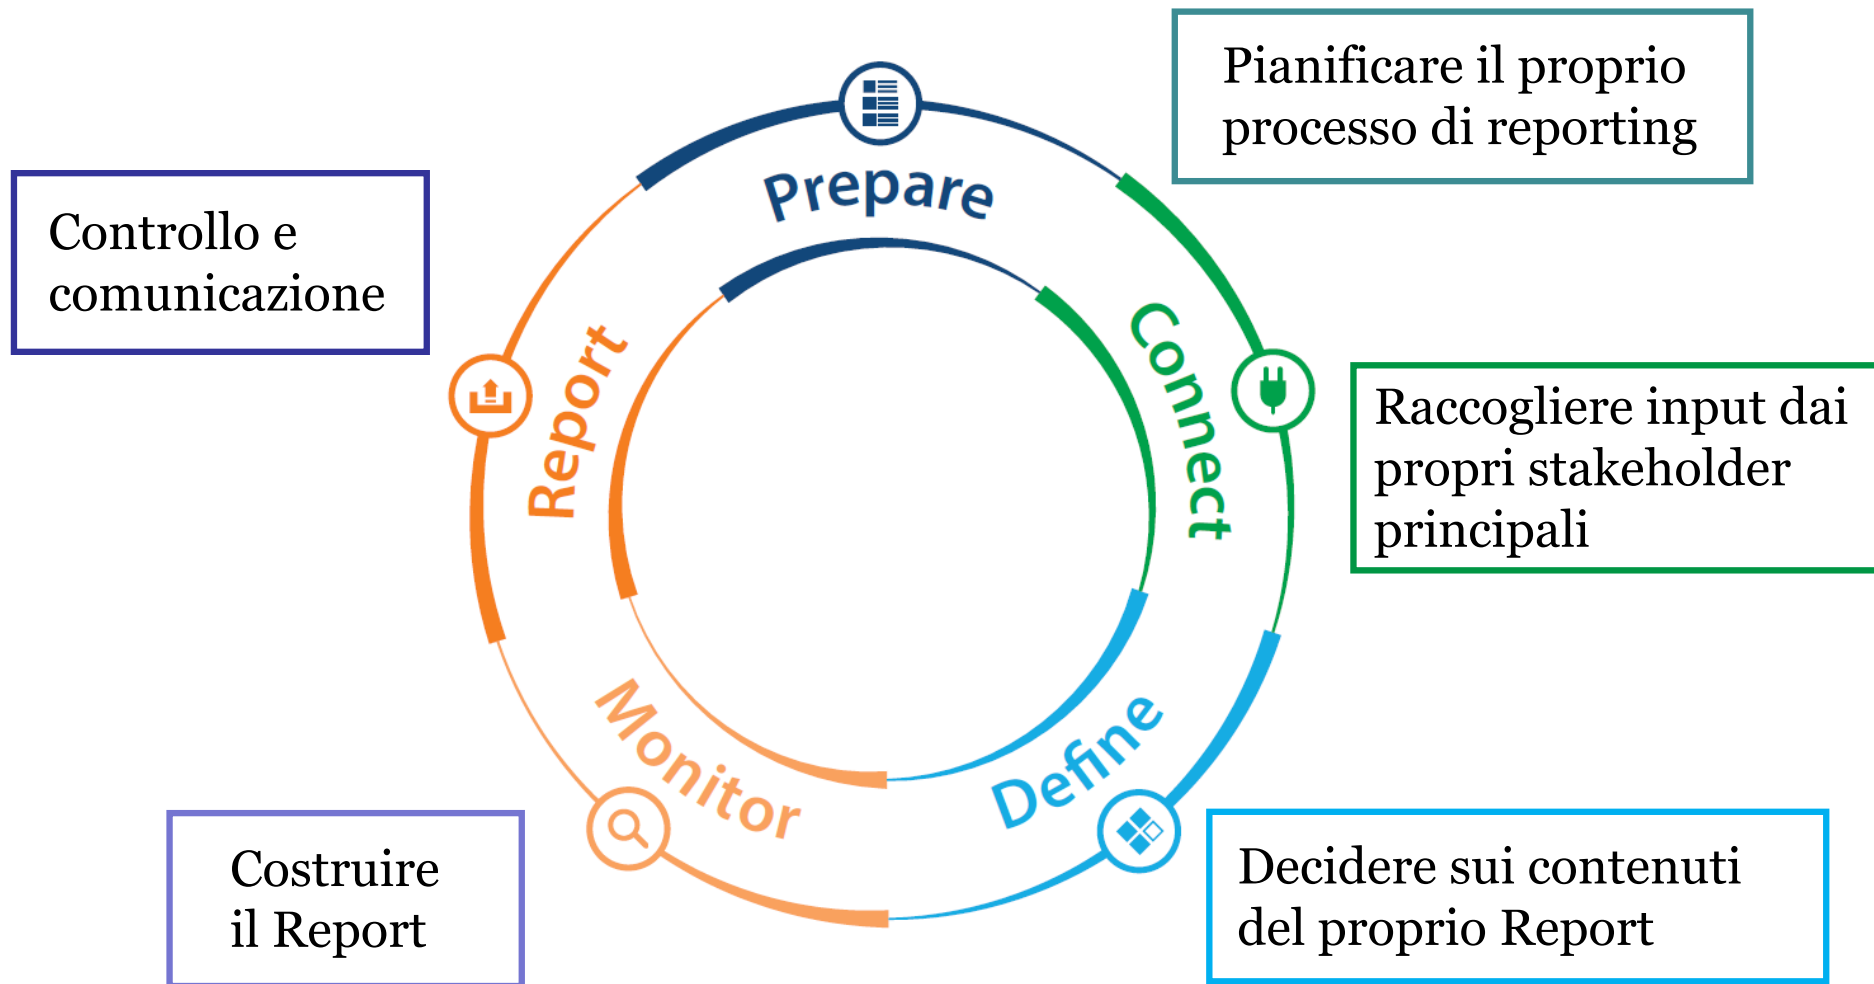 Prepare
Pianificare il proprio
processo di reporting
Connect
Raccogliere input dai
propri stakeholder
principali
Define
Decidere sui contenuti
del proprio Report
Monitor
Costruire
il Report
Report
Controllo e
comunicazione